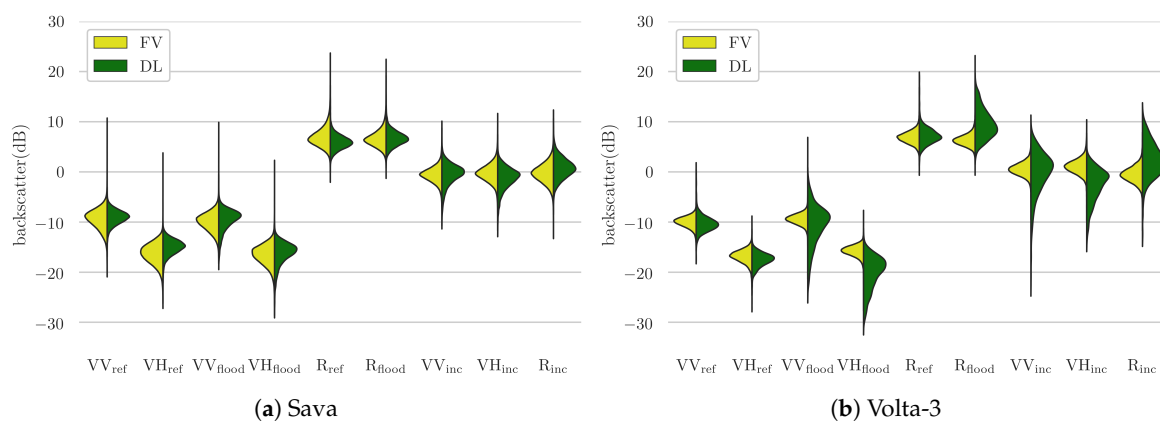 30
20
10
0
−10
−20
−30
backscatter(dB)
FV
DL
VVref VHref VVflood VHflood Rref Rflood VVinc VHinc Rinc
(a) Sava
30
20
10
0
−10
−20
−30
backscatter(dB)
FV
DL
VVref VHref VVflood VHflood Rref Rflood VVinc VHinc Rinc
(b) Volta-3